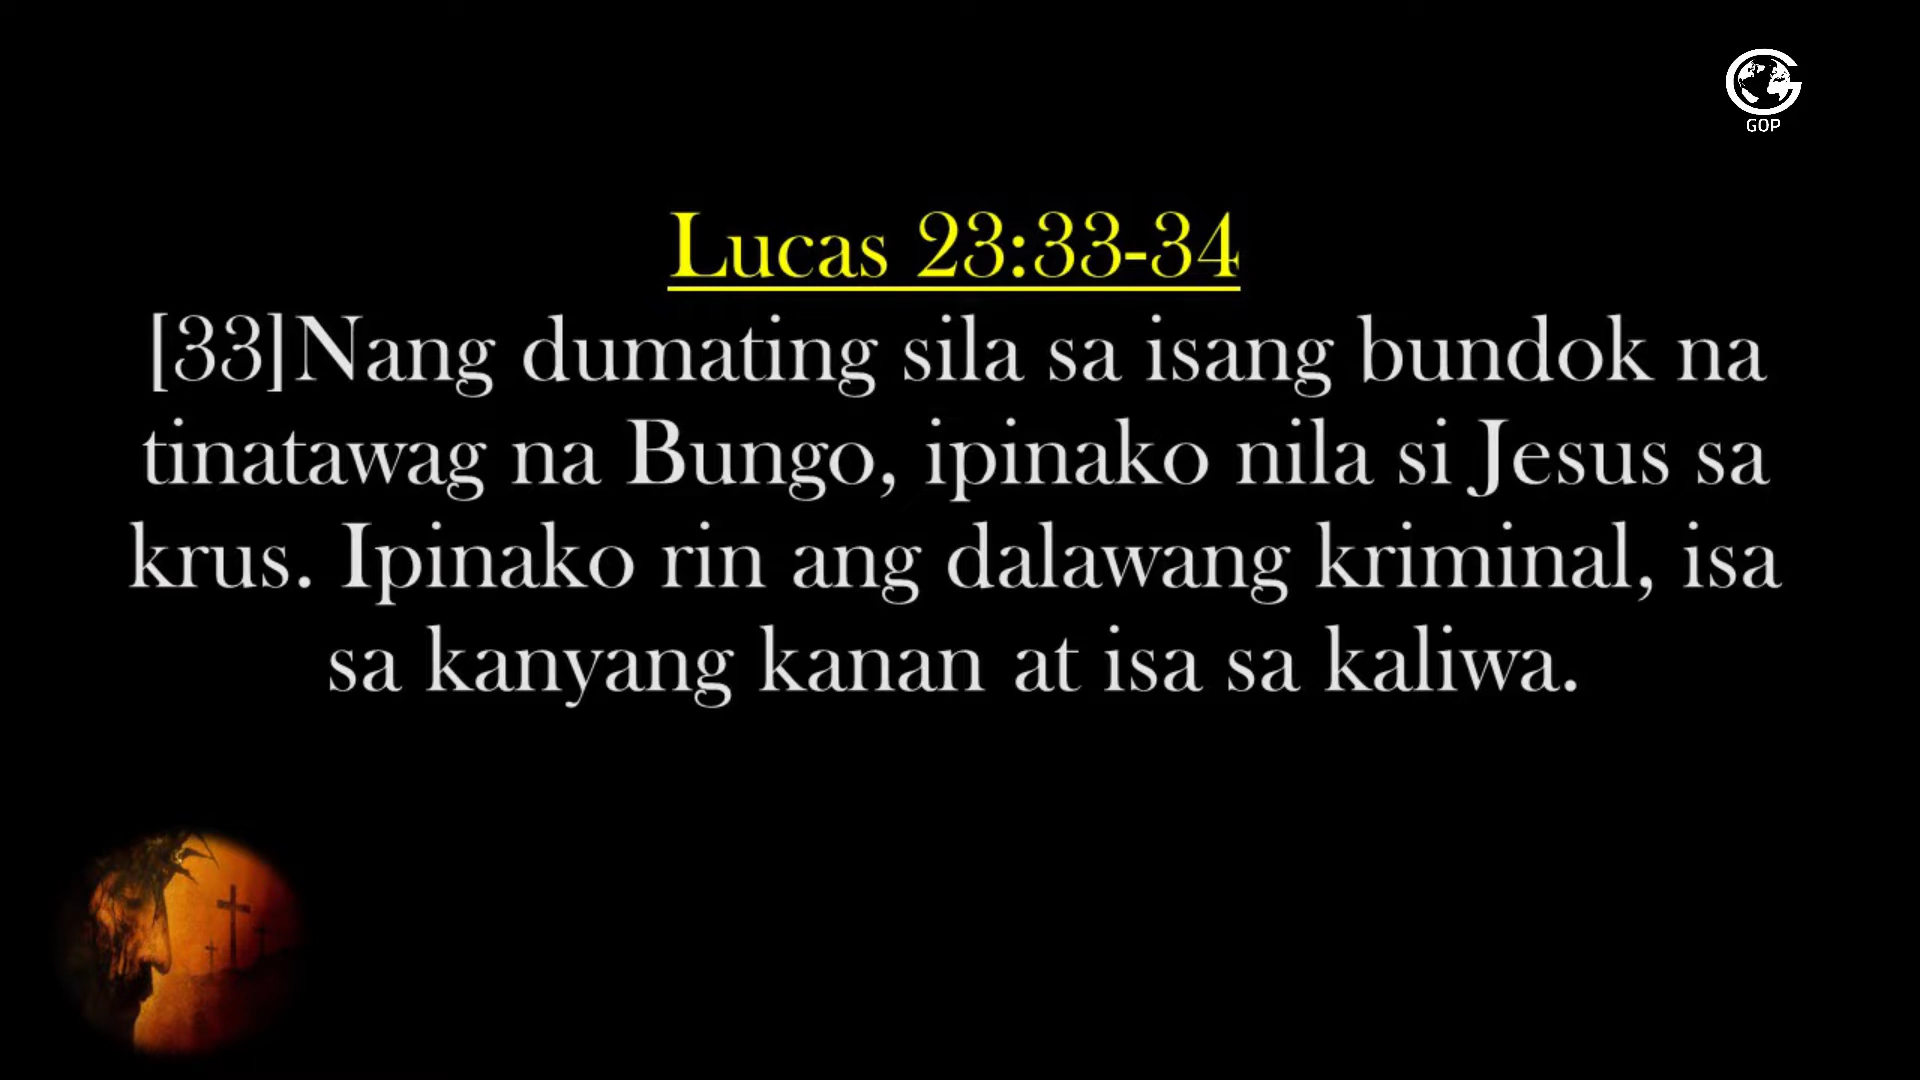 GOP
Lucas 23:33-34
[33]Nang dumating sila sa isang bundok na
tinatawag na Bungo, ipinako nila si Jesus sa
krus. Ipinako rin ang dalawang kriminal, isa
sa kanyang kanan at isa sa kaliwa.